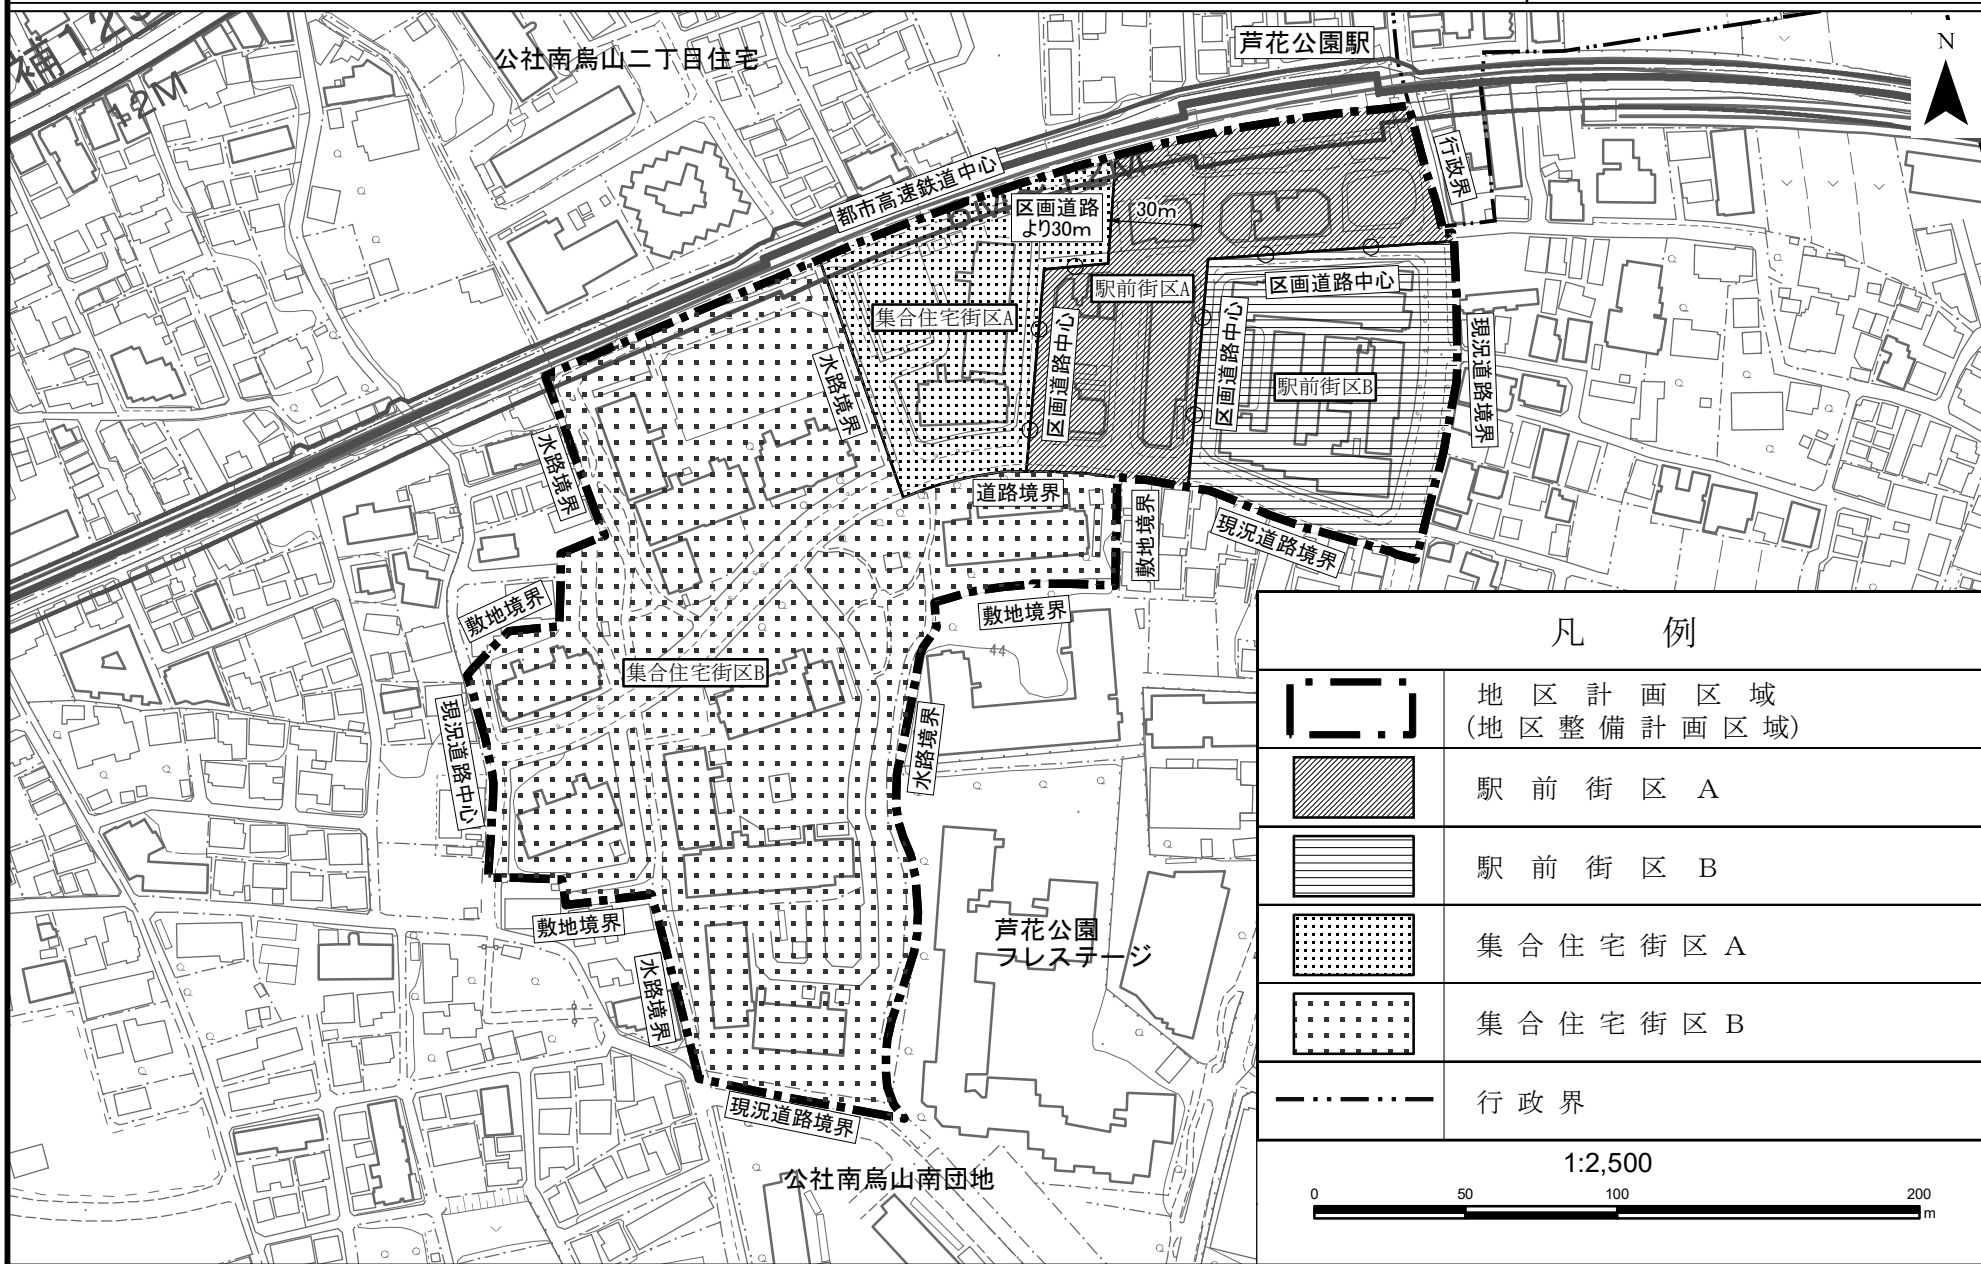 補125
12M
公社南烏山二丁目住宅
芦花公園駅
N
行政界
都市高速鉄道中心
12M
区画道路
より30m
30m
駅前街区A
区画道路中心
集合住宅街区A
区画道路中心
区画道路中心
現況道路境界
水路境界
駅前街区B
水路境界
道路境界
敷地境界
現況道路境界
敷地境界
敷地境界
44
集合住宅街区B
現況道路中心
水路境界
敷地境界
芦花公園
フレステージ
水路境界
現況道路境界
公社南烏山南団地
凡 例
地区計画区域
(地区整備計画区域)
駅前街区A
駅前街区B
集合住宅街区A
集合住宅街区B
行政界
1:2,500
0 50 100 200
m